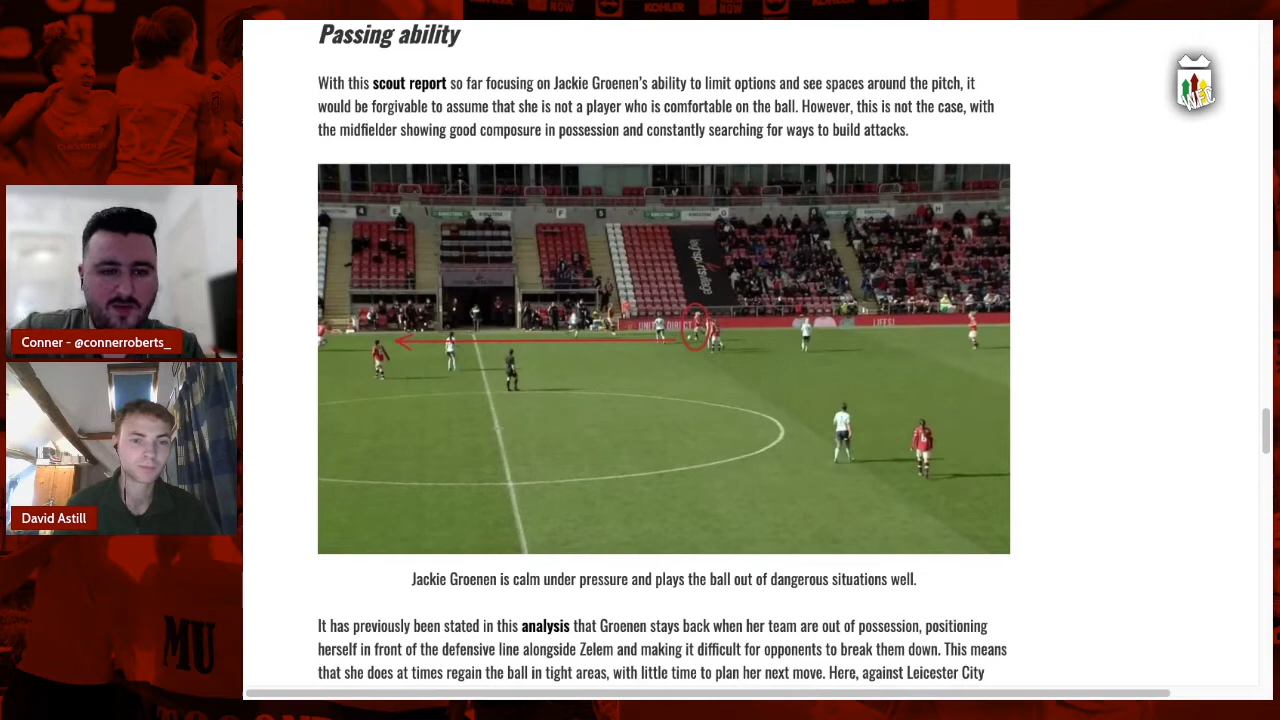 Passing ability
With this scout report so far focusing on Jackie Groenen's ability to limit options and see spaces around the pitch, it
would be forgivable to assume that she is not a player who is comfortable on the ball. However, this is not the case, with
the midfielder showing good composure in possession and constantly searching for ways to build attacks.
WFC
Conner - @connerroberts_
David Astill
leighsportsvillage
UNITED DIRECT
Jackie Groenen is calm under pressure and plays the ball out of dangerous situations well.
It has previously been stated in this analysis that Groenen stays back when her team are out of possession, positioning
herself in front of the defensive line alongside Zelem and making it difficult for opponents to break them down. This means
that she does at times regain the ball in tight areas, with little time to plan her next move. Here, against Leicester City
KOHLER
KOHLER
MU